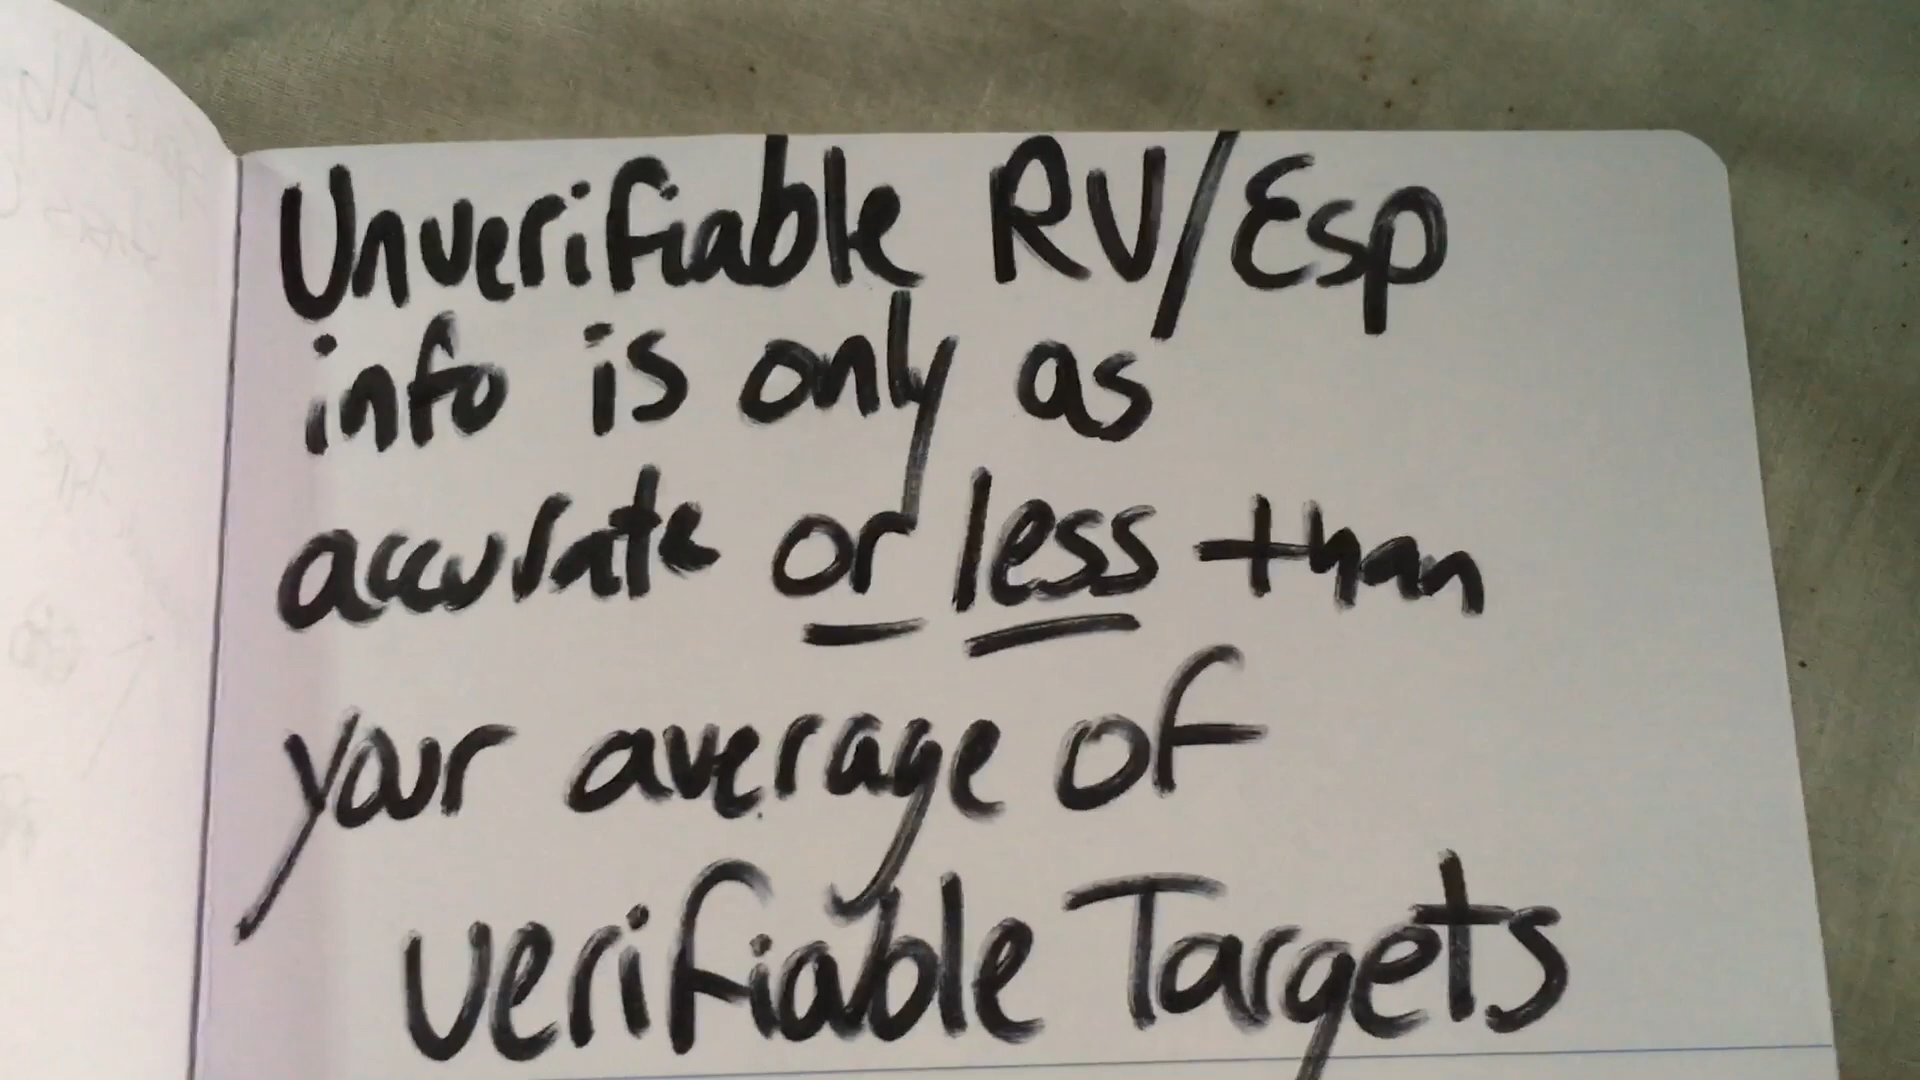 Unverifiable RV/Esp
info is only as
accurate or less than
your average of
verifiable Targets